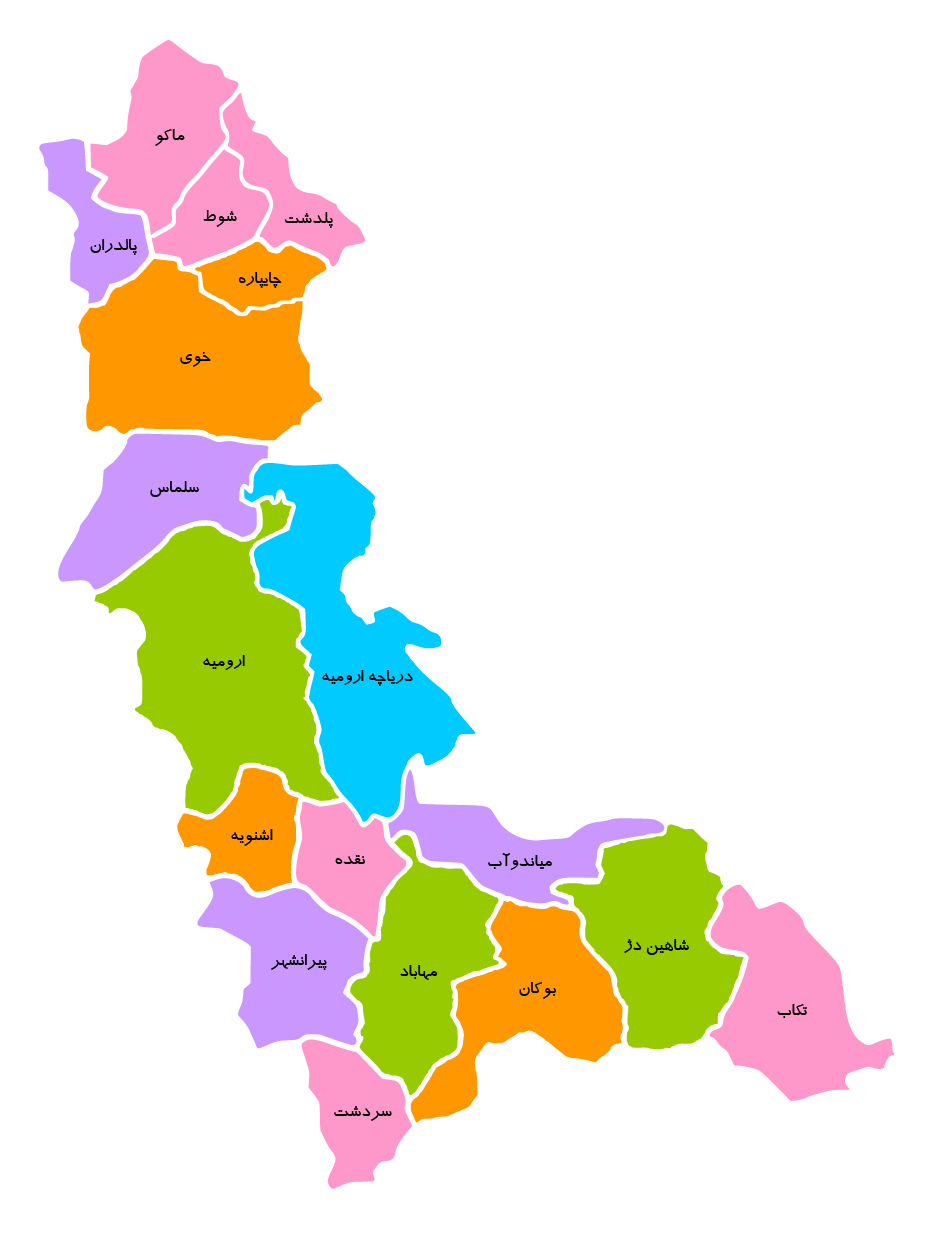 ماکو
شوط
پلدشت
پالدران
چایپاره
خوی
سلماس
ارومیه
دریاچه ارومیه
اشنویه
نقده
میاندوآب
شاهین دژ
پیرانشهر
مهاباد
بوکان
تکاب
سردشت